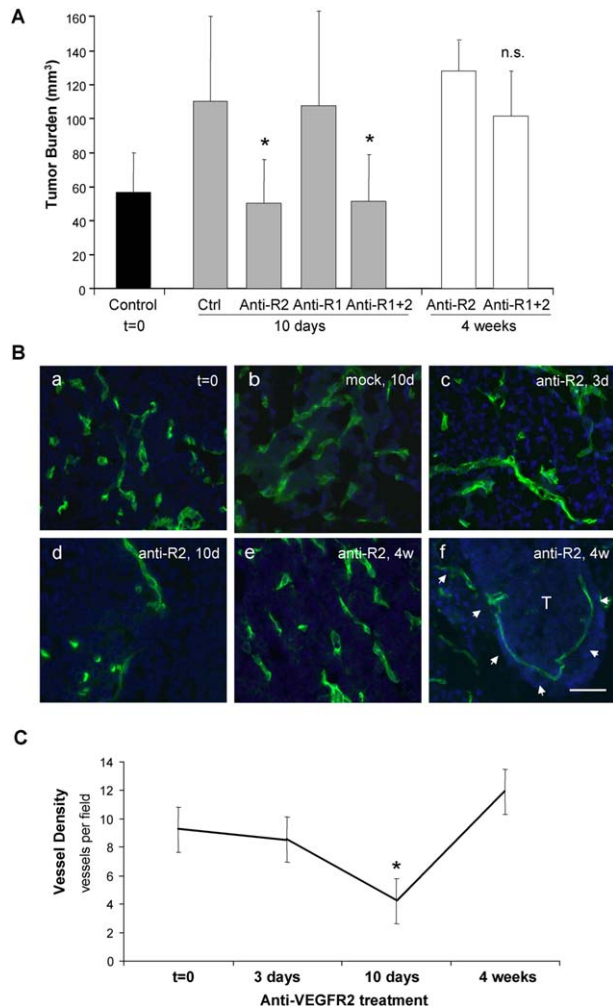 A
Tumor Burden (mm³)
160
140
120
100
80
60
40
20
0
* * n.s.
Control Ctrl Anti-R2 Anti-R1 Anti-R1+2 Anti-R2 Anti-R1+2
t=0 10 days 4 weeks
B
a t=0 b mock, 10d c anti-R2, 3d
d anti-R2, 10d e anti-R2, 4w f anti-R2, 4w
T
C
Vessel Density
vessels per field
14
12
10
8
6
4
2
0
*
t=0 3 days 10 days 4 weeks
Anti-VEGFR2 treatment